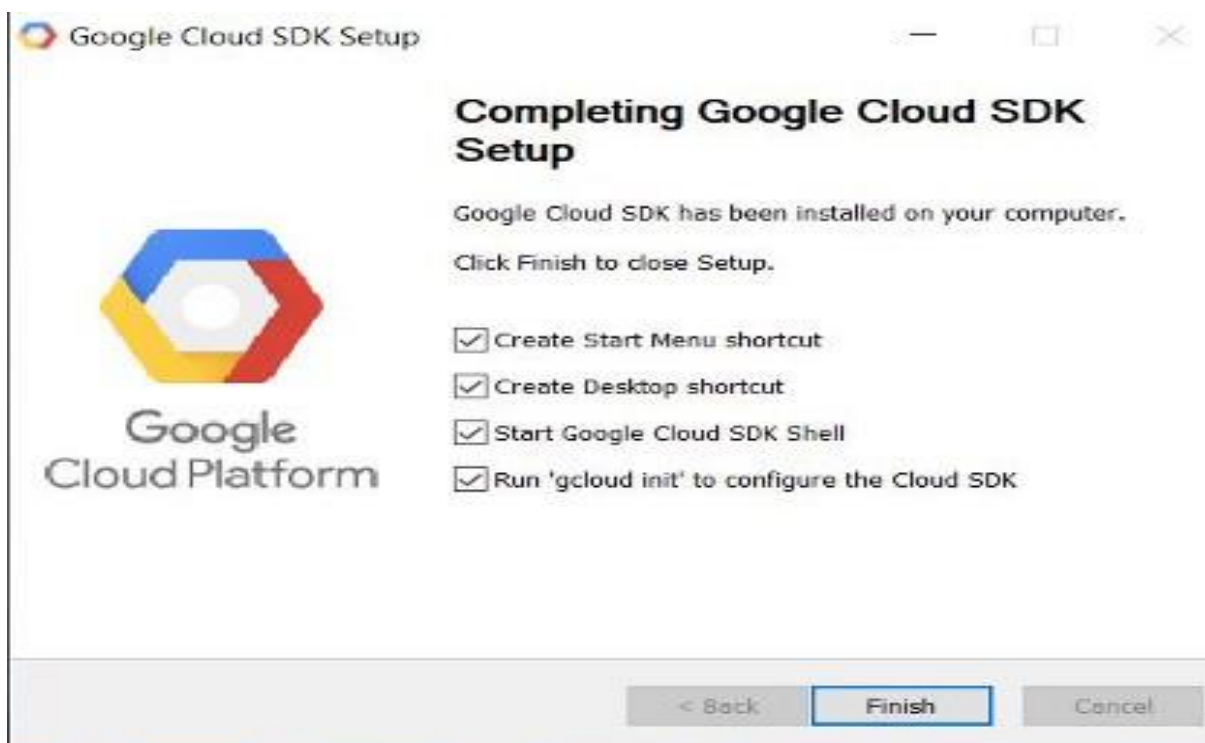 Google Cloud SDK Setup
Completing Google Cloud SDK
Setup
Google Cloud SDK has been installed on your computer.
Click Finish to close Setup.
Create Start Menu shortcut
Create Desktop shortcut
Start Google Cloud SDK Shell
Run 'gcloud init' to configure the Cloud SDK
Google
Cloud Platform
< Back
Finish
Cancel